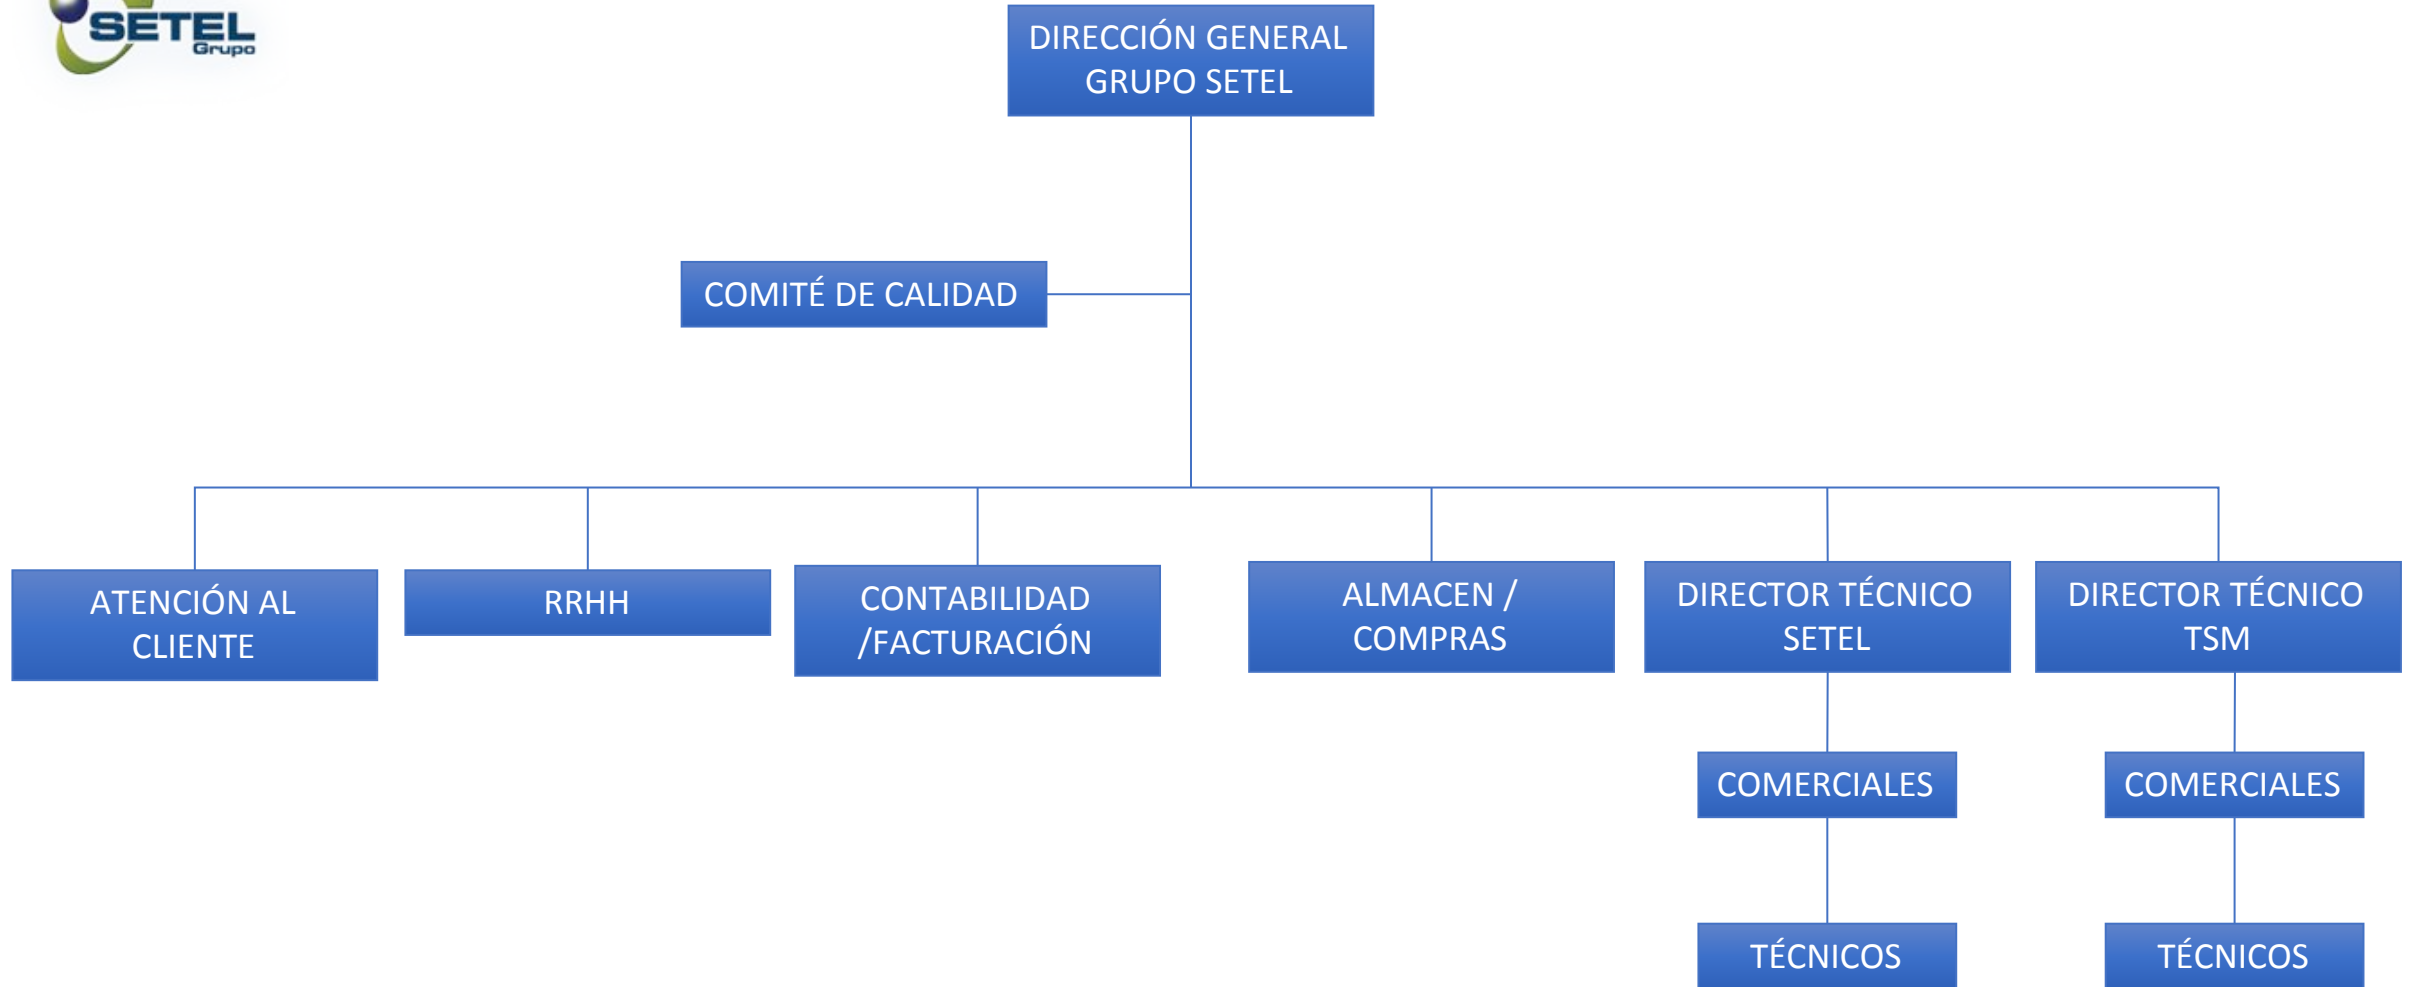 SETEL
Grupo
DIRECCIÓN GENERAL
GRUPO SETEL
COMITÉ DE CALIDAD
ATENCIÓN AL
CLIENTE
RRHH
CONTABILIDAD
/FACTURACIÓN
ALMACEN /
COMPRAS
DIRECTOR TÉCNICO
SETEL
DIRECTOR TÉCNICO
TSM
COMERCIALES
COMERCIALES
TÉCNICOS
TÉCNICOS